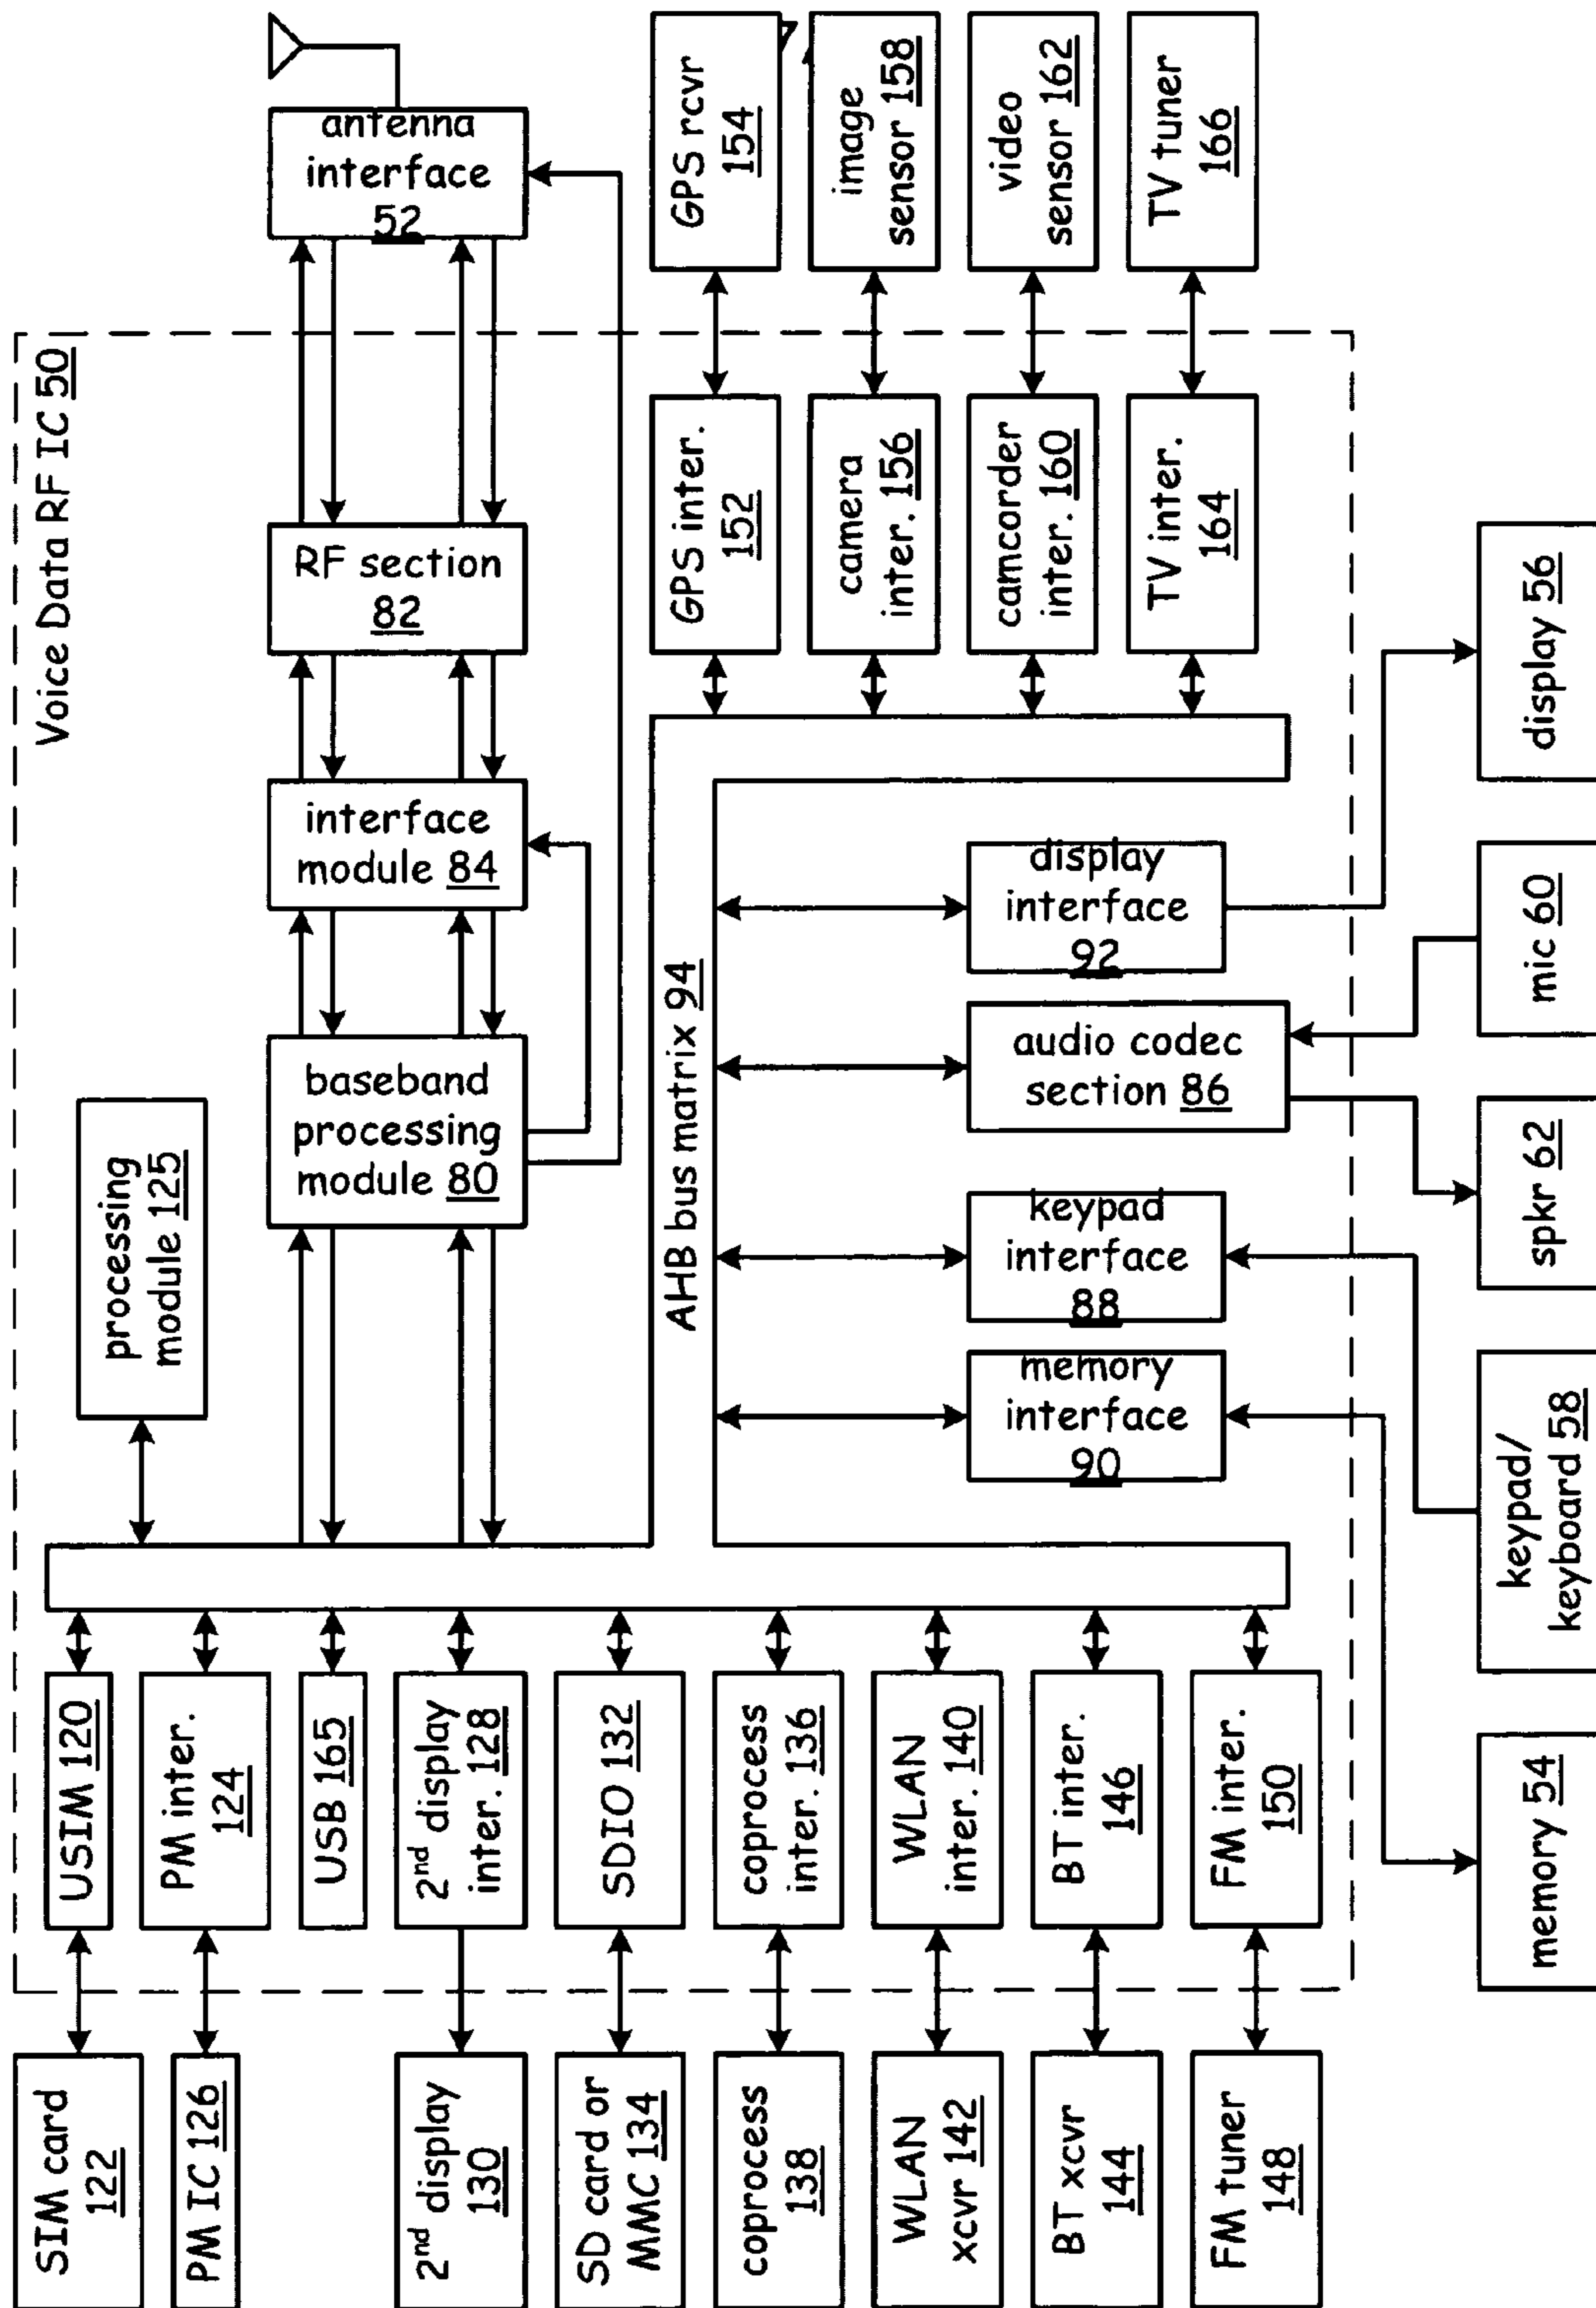 Voice Data RF IC 50
antenna
interface
52
RF section
82
interface
module 84
baseband
processing
module 80
processing
module 125
AHB bus matrix 94
GPS rcvr
154
image
sensor 158
video
sensor 162
TV tuner
166
GPS inter.
152
camera
inter. 156
camcorder
inter. 160
TV inter.
164
display
interface
92
audio codec
section 86
keypad
interface
88
memory
interface
90
display 56
mic 60
spkr 62
keypad/
keyboard 58
memory 54
USIM 120
PM inter.
124
USB 165
2nd display
inter. 128
SDIO 132
coprocess
inter. 136
WLAN
inter. 140
BT inter.
146
FM inter.
150
SIM card
122
PM IC 126
2nd display
130
SD card or
MMC 134
coprocess
138
WLAN
xcvr 142
BT xcvr
144
FM tuner
148